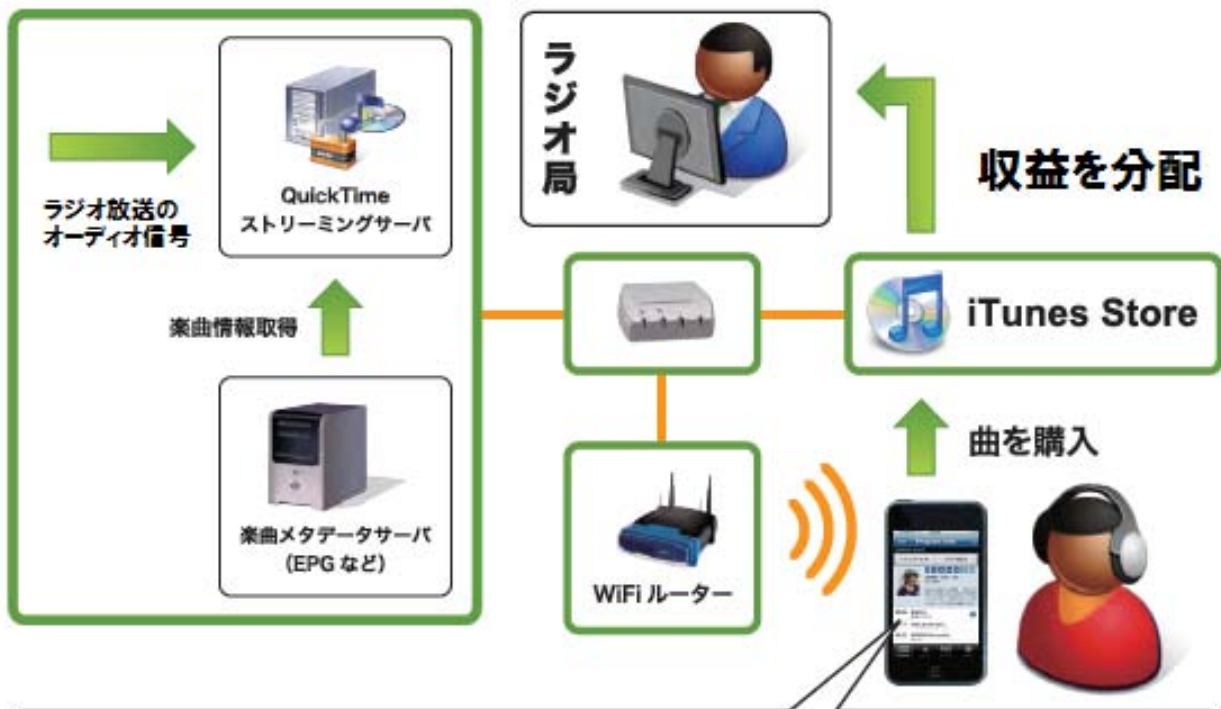 ラジオ放送の
オーディオ信号
QuickTime
ストリーミングサーバ
楽曲情報取得
楽曲メタデータサーバ
(EPG など)
ラジオ局
収益を分配
iTunes Store
曲を購入
WiFi ルーター